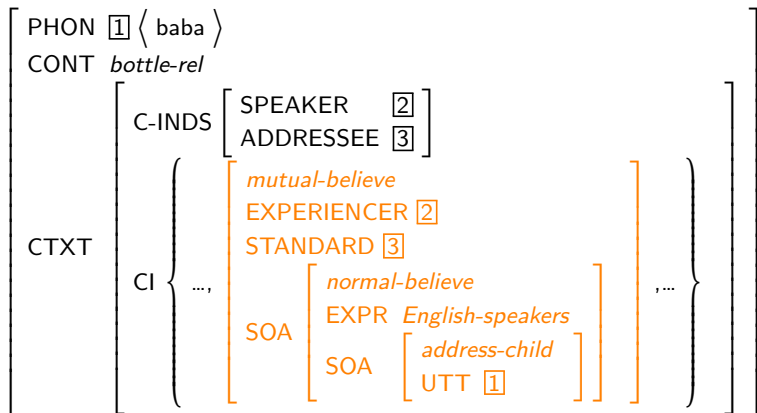 PHON 1 ⟨ baba ⟩
CONT bottle-rel
C-INDS
SPEAKER 2
ADDRESSEE 3
CTXT
CI { ...,
mutual-believe
EXPERIENCER 2
STANDARD 3
SOA
normal-believe
EXPR English-speakers
SOA
address-child
UTT 1
,... }